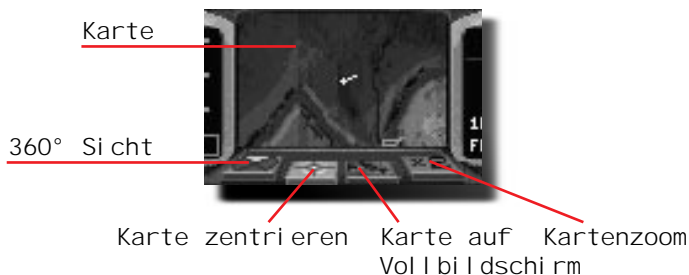 Karte
360° Sicht
Karte zentrieren
Karte auf
Vollbildschirm
Kartenzoom